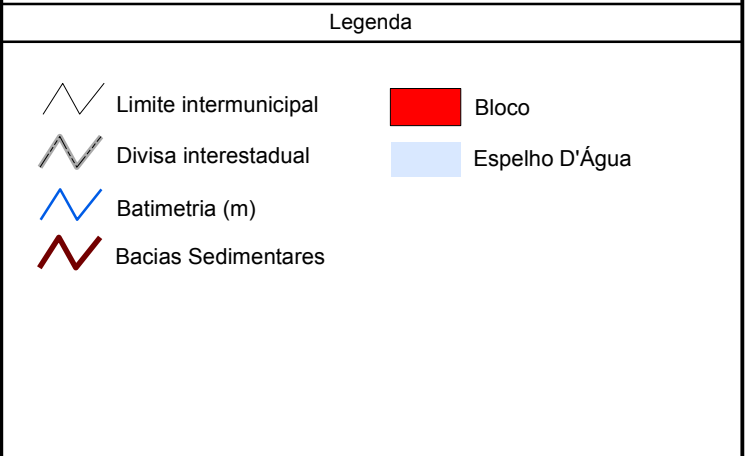 Legenda
Limite intermunicipal
Bloco
Divisa interestadual
Espelho D'Água
Batimetria (m)
Bacias Sedimentares